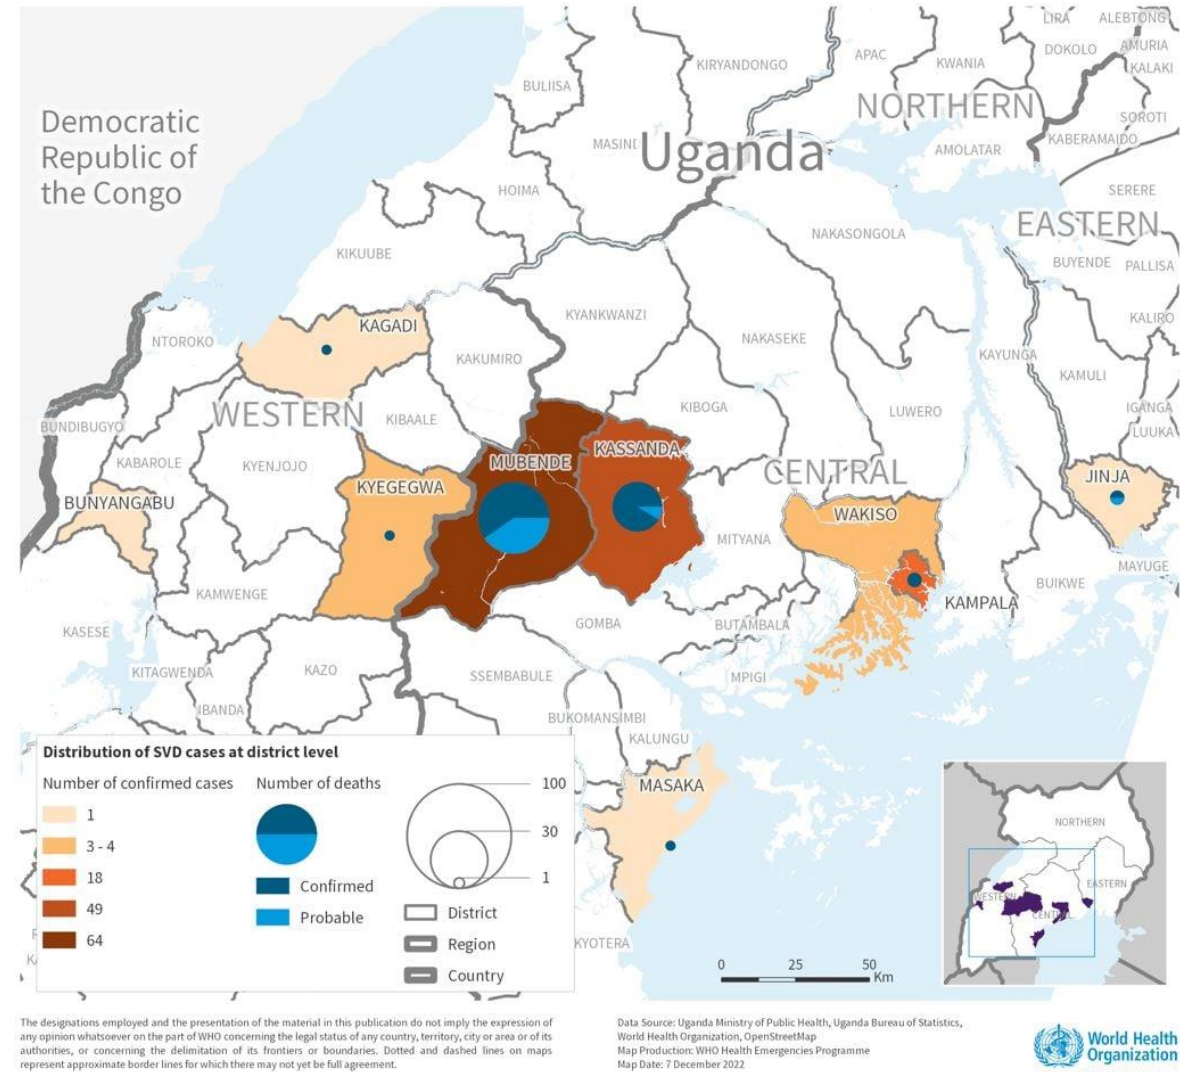 LIRA
ALEBTONG
APAC
KIRYANDONGO
KWANIA
DOKOLO
AMURIA
KALAKI
BULIISA
NORTHERN
SOROTI
Democratic
Republic of
the Congo
MASINDI
Uganda
KABERAMAIDO
AMOLATAR
HOIMA
SERERE
EASTERN
NAKASONGOLA
KIKUUBE
BUYENDE
PALLISA
KYANKWANZI
KALIRO
KAGADI
NTOROKO
NAKASEKE
KAKUMIRO
KAYUNGA
KAMULI
WESTERN
KIBAALE
KIBOGA
LUWERO
IGANGA
LUUKA
BUNDIBUGYO
KABAROLE
KYENJOJO
MUBENDE
KASSANDA
CENTRAL
JINJA
KYEGEGWA
BUNYANGABU
WAKISO
MITYANA
MAYUGE
BUIKWE
KAMWENGE
KAMPALA
KASESE
GOMBA
BUTAMBALA
KITAGWENDA
KAZO
SSEMBABULE
MPIGI
IBANDA
BUKOMANSIMBI
KALUNGU
MASAKA
KYOTERA
Distribution of SVD cases at district level
Number of confirmed cases
1
3 - 4
18
49
64
Number of deaths
Confirmed
Probable
100
30
1
District
Region
Country
NORTHERN
EASTERN
WESTERN
CENTRAL
0 25 50
Km
The designations employed and the presentation of the material in this publication do not imply the expression of
any opinion whatsoever on the part of WHO concerning the legal status of any country, territory, city or area or of its
authorities, or concerning the delimitation of its frontiers or boundaries. Dotted and dashed lines on maps
represent approximate border lines for which there may not yet be full agreement.
Data Source: Uganda Ministry of Public Health, Uganda Bureau of Statistics,
World Health Organization, OpenStreetMap
Map Production: WHO Health Emergencies Programme
Map Date: 7 December 2022
World Health
Organization